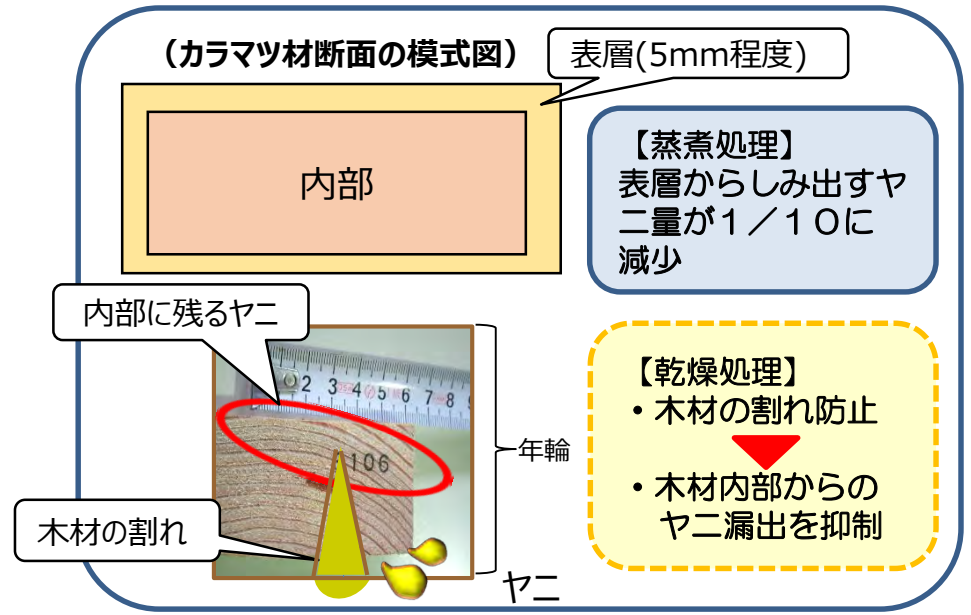 （カラマツ材断面の模式図）
表層(5mm程度)
内部
【蒸煮処理】
表層からしみ出すヤ
ニ量が１／１０に
減少
内部に残るヤニ
0 2 3 4 5 6 7 8
106
年輪
木材の割れ
ヤニ
【乾燥処理】
・木材の割れ防止
・木材内部からの
ヤニ漏出を抑制